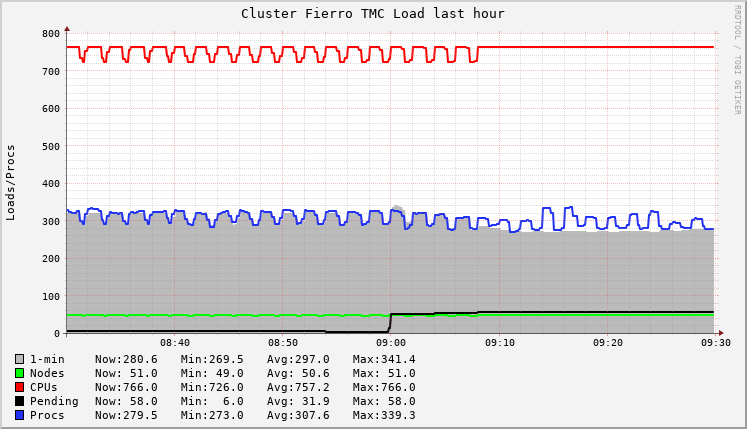 Cluster Fierro TMC Load last hour
RRDTOOL / TOBI OETIKER
Loads/Procs
800
700
600
500
400
300
200
100
0
08:40 08:50 09:00 09:10 09:20 09:30
1-min Now:280.6 Min:269.5 Avg:297.0 Max:341.4
Nodes Now: 51.0 Min: 49.0 Avg: 50.6 Max: 51.0
CPUs Now:766.0 Min:726.0 Avg:757.2 Max:766.0
Pending Now: 58.0 Min: 6.0 Avg: 31.9 Max: 58.0
Procs Now:279.5 Min:273.0 Avg:307.6 Max:339.3